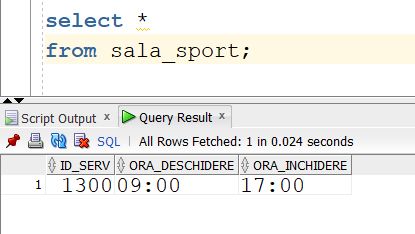 select *
from sala_sport;
Script Output x Query Result x
SQL | All Rows Fetched: 1 in 0.024 seconds
ID_SERV ORA_DESCHIDERE ORA_INCHIDERE
1 1300 09:00 17:00